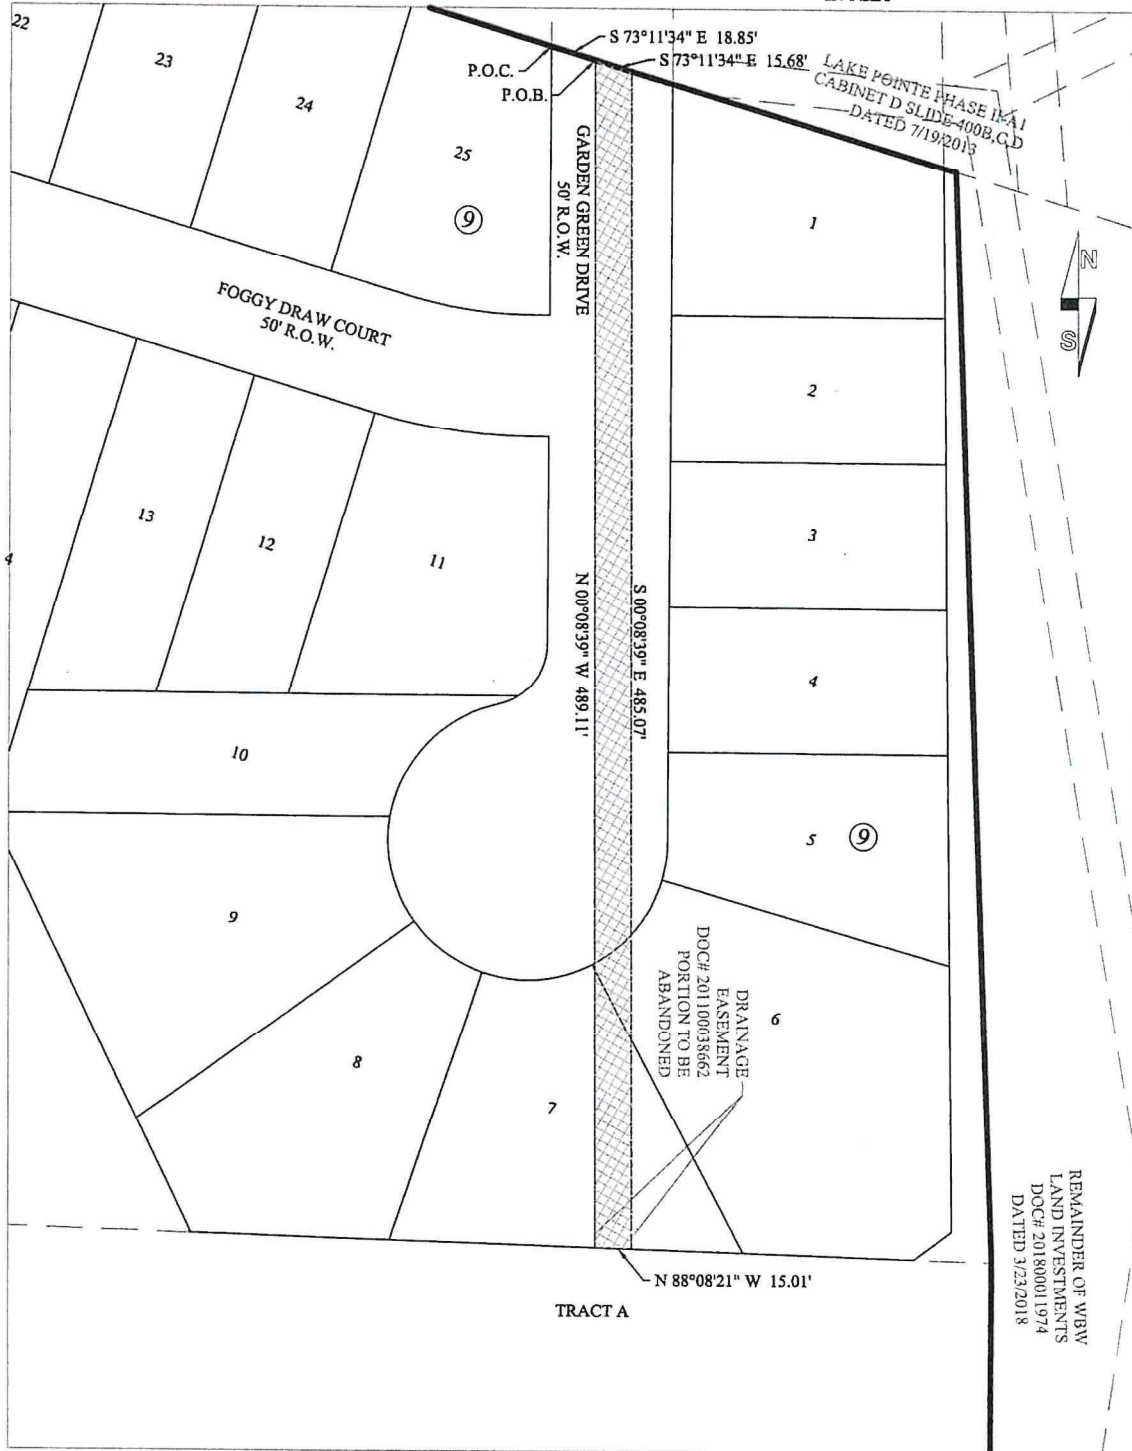 22
23
24
25
9
S 73°11'34" E 18.85'
S 73°11'34" E 15.68'
P.O.C.
P.O.B.
LAKE POINTE PHASE II-A1
CABINET D SLIDE 400B,C,D
DATED 7/19/2013
GARDEN GREEN DRIVE
50' R.O.W.
FOGGY DRAW COURT
50' R.O.W.
N
S
1
2
3
4
5
9
6
4
13
12
11
10
9
8
7
N 00°08'39" W 489.11'
S 00°08'39" E 485.07'
DRAINAGE
EASEMENT
DOC# 201100038662
PORTION TO BE
ABANDONED
N 88°08'21" W 15.01'
TRACT A
REMAINDER OF WBW
LAND INVESTMENTS
DOC# 201800011974
DATED 3/23/2018